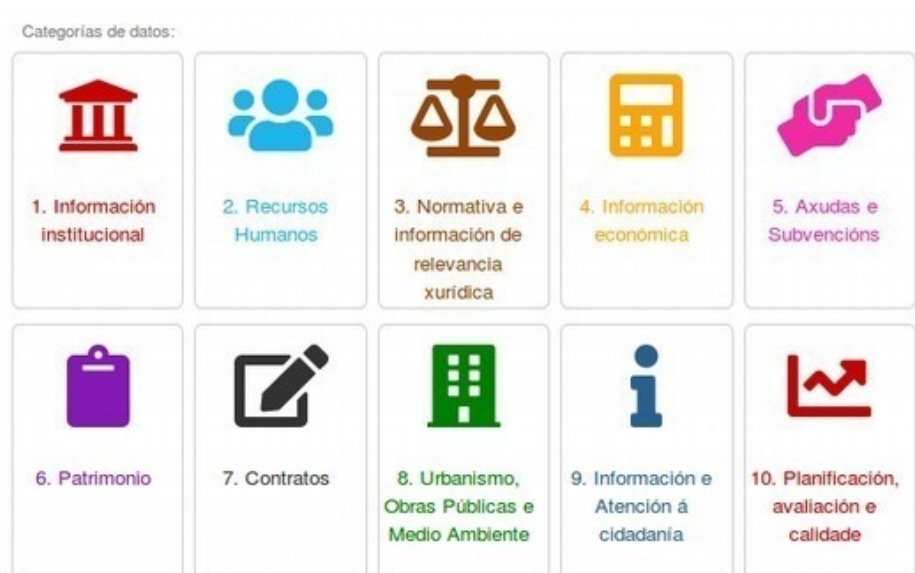 Categorías de datos:
1. Información
institucional
2. Recursos
Humanos
3. Normativa e
información de
relevancia
xurídica
4. Información
económica
5. Axudas e
Subvencións
6. Patrimonio
7. Contratos
8. Urbanismo,
Obras Públicas e
Medio Ambiente
9. Información e
Atención á
cidadanía
10. Planificación,
avaliación e
calidade